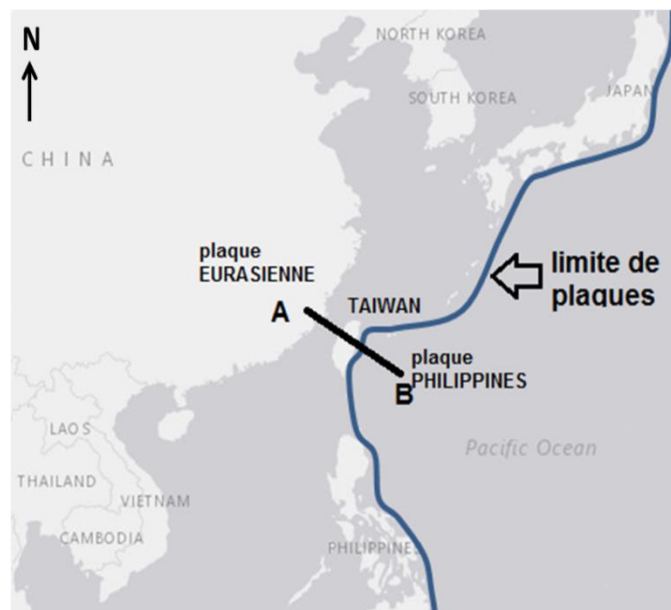 N
NORTH KOREA
SOUTH KOREA
JAPAN
CHINA
plaque
EURASIENNE
limite de
plaques
A
TAIWAN
plaque
PHILIPPINES
B
LAOS
Pacific Ocean
THAILAND
VIETNAM
CAMBODIA
PHILIPPINES